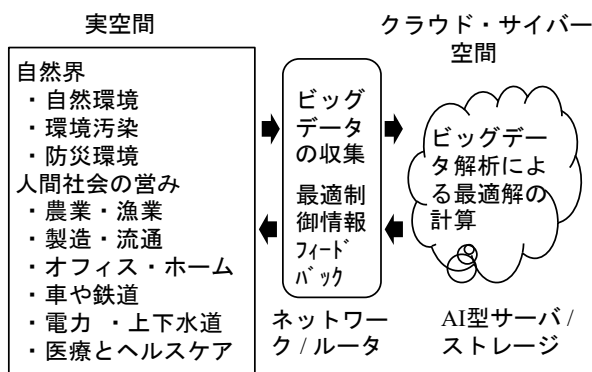 実空間
自然界
・自然環境
・環境汚染
・防災環境
人間社会の営み
・農業・漁業
・製造・流通
・オフィス・ホーム
・車や鉄道
・電力 ・上下水道
・医療とヘルスケア
ビッグ
データ
の収集
最適制
御情報
フィードﾞ
バﾞック
ネットワー
ク / ルータ
クラウド・サイバー
空間
ビッグデー
タ解析によ
る最適解の
計算
AI型サーバ /
ストレージ